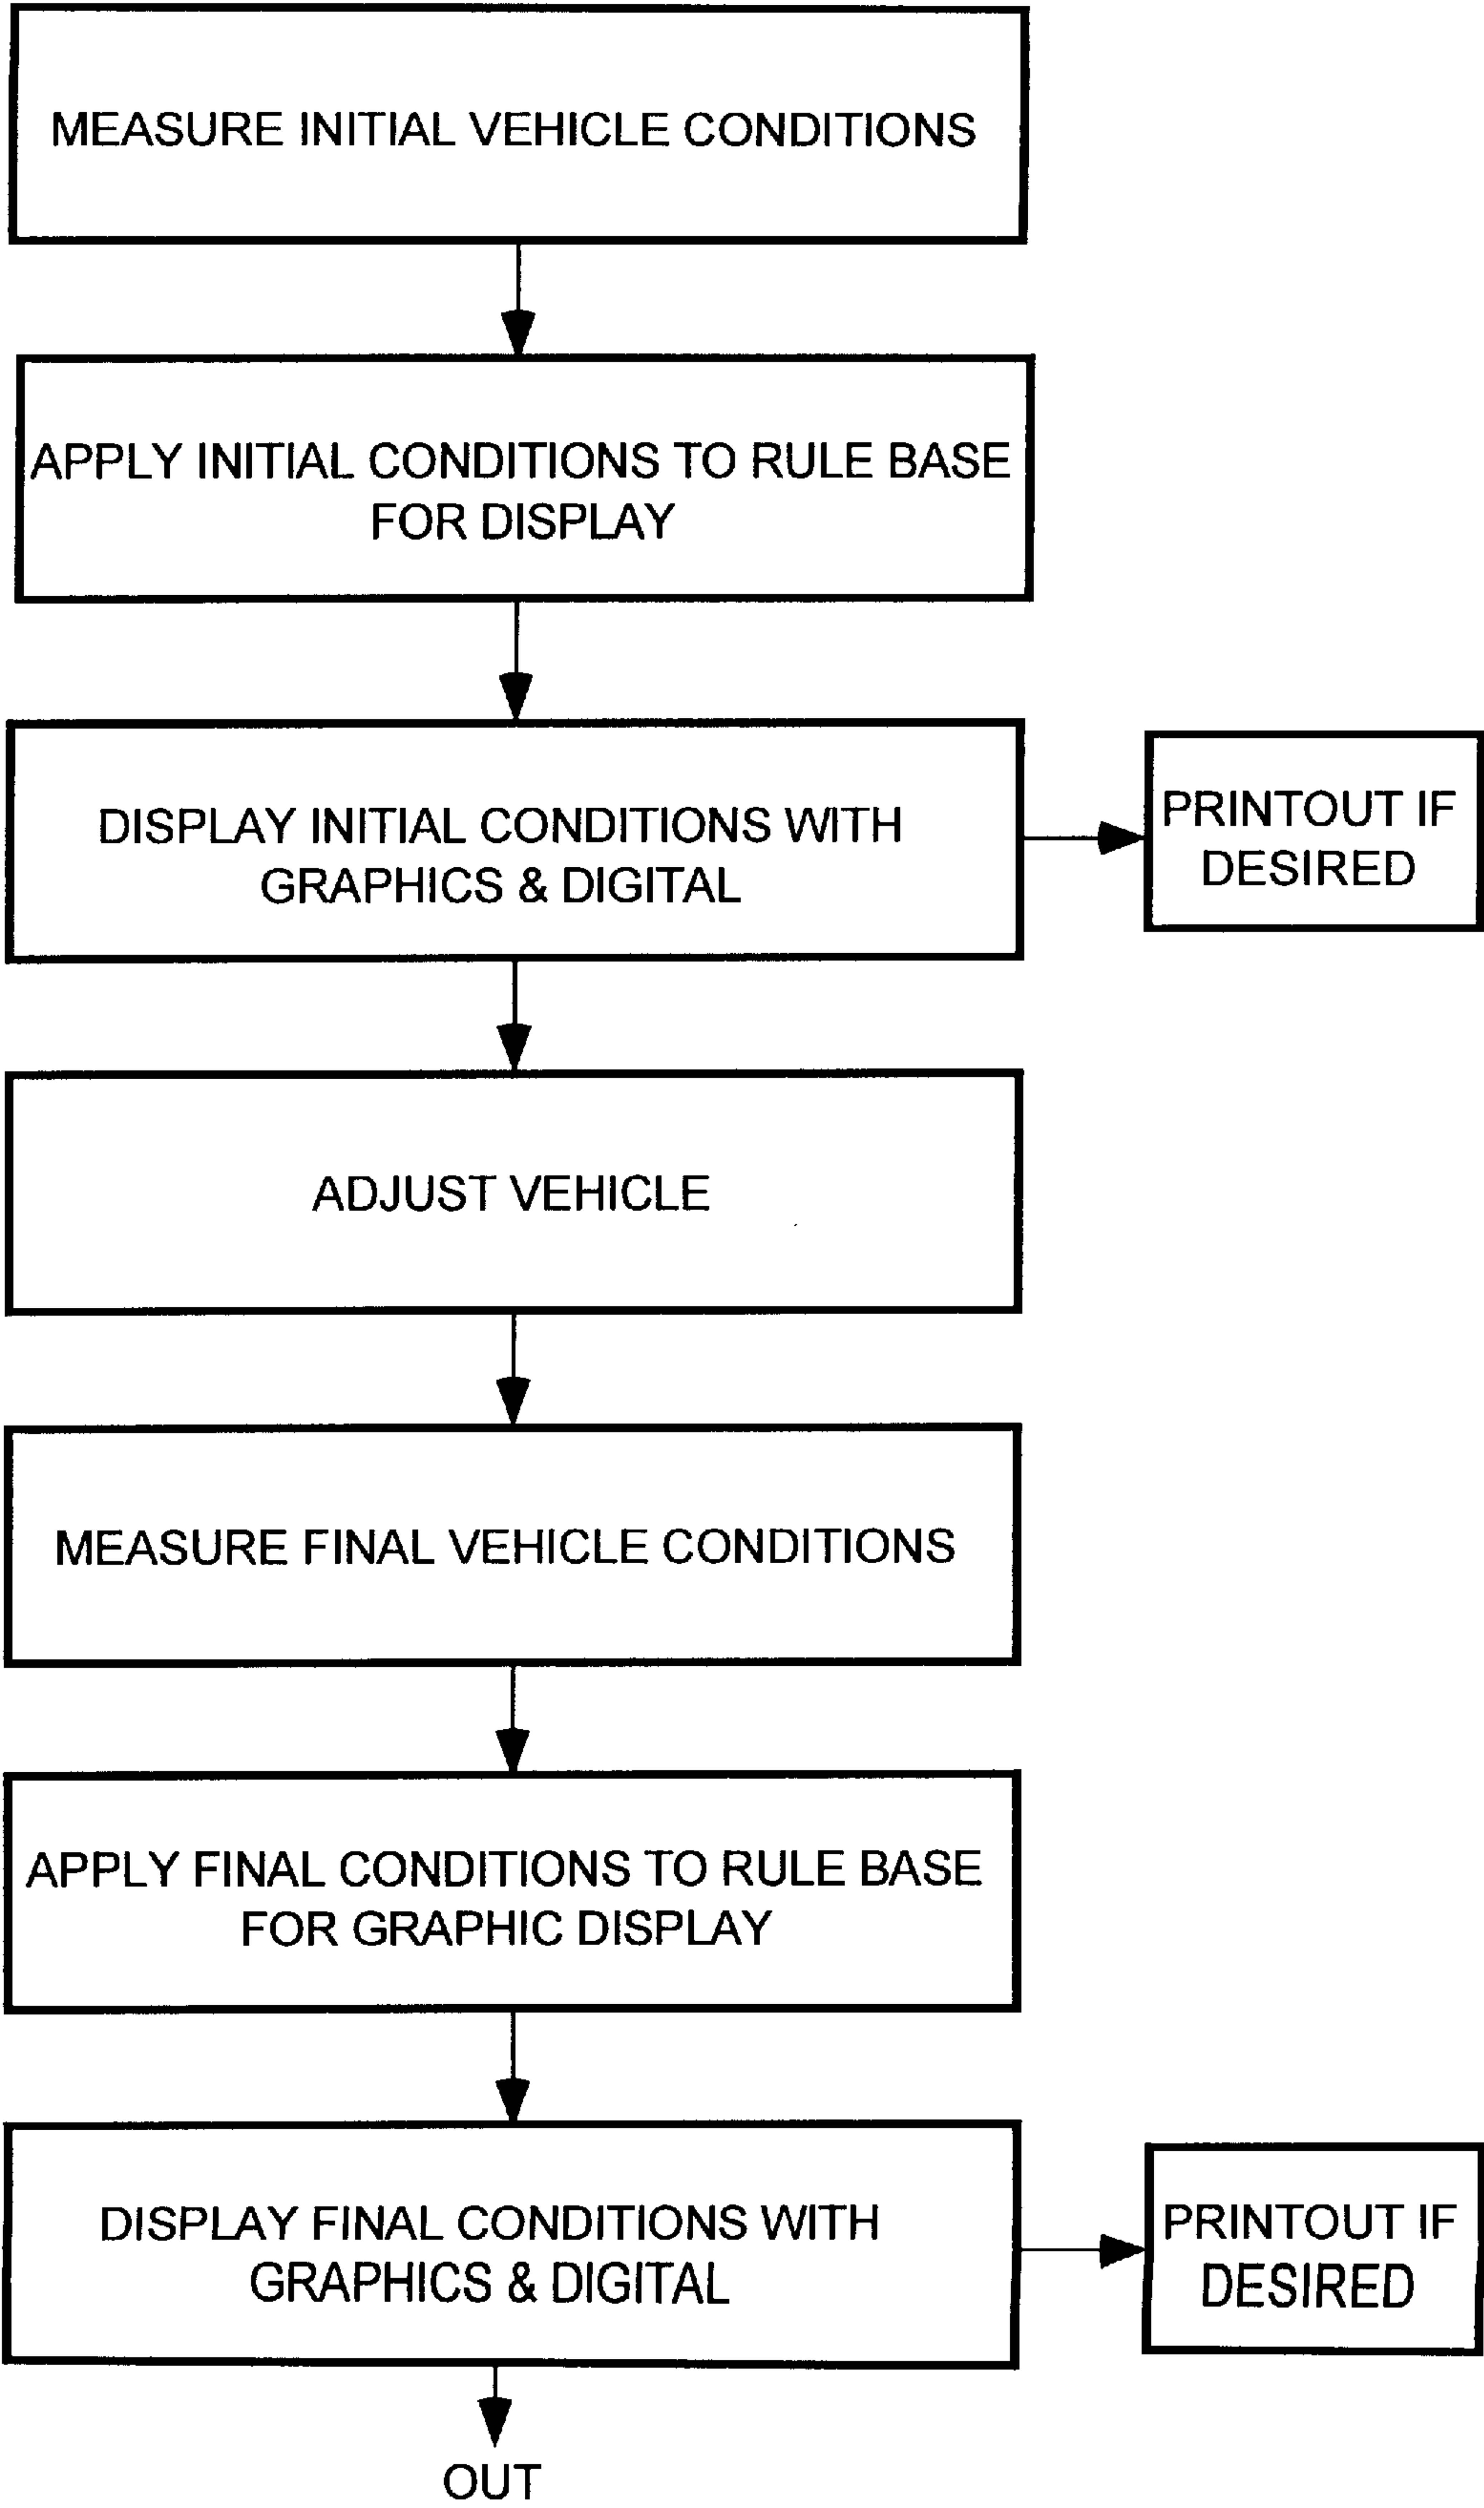 MEASURE INITIAL VEHICLE CONDITIONS
APPLY INITIAL CONDITIONS TO RULE BASE
FOR DISPLAY
DISPLAY INITIAL CONDITIONS WITH
GRAPHICS & DIGITAL
PRINTOUT IF
DESIRED
ADJUST VEHICLE
MEASURE FINAL VEHICLE CONDITIONS
APPLY FINAL CONDITIONS TO RULE BASE
FOR GRAPHIC DISPLAY
DISPLAY FINAL CONDITIONS WITH
GRAPHICS & DIGITAL
PRINTOUT IF
DESIRED
OUT